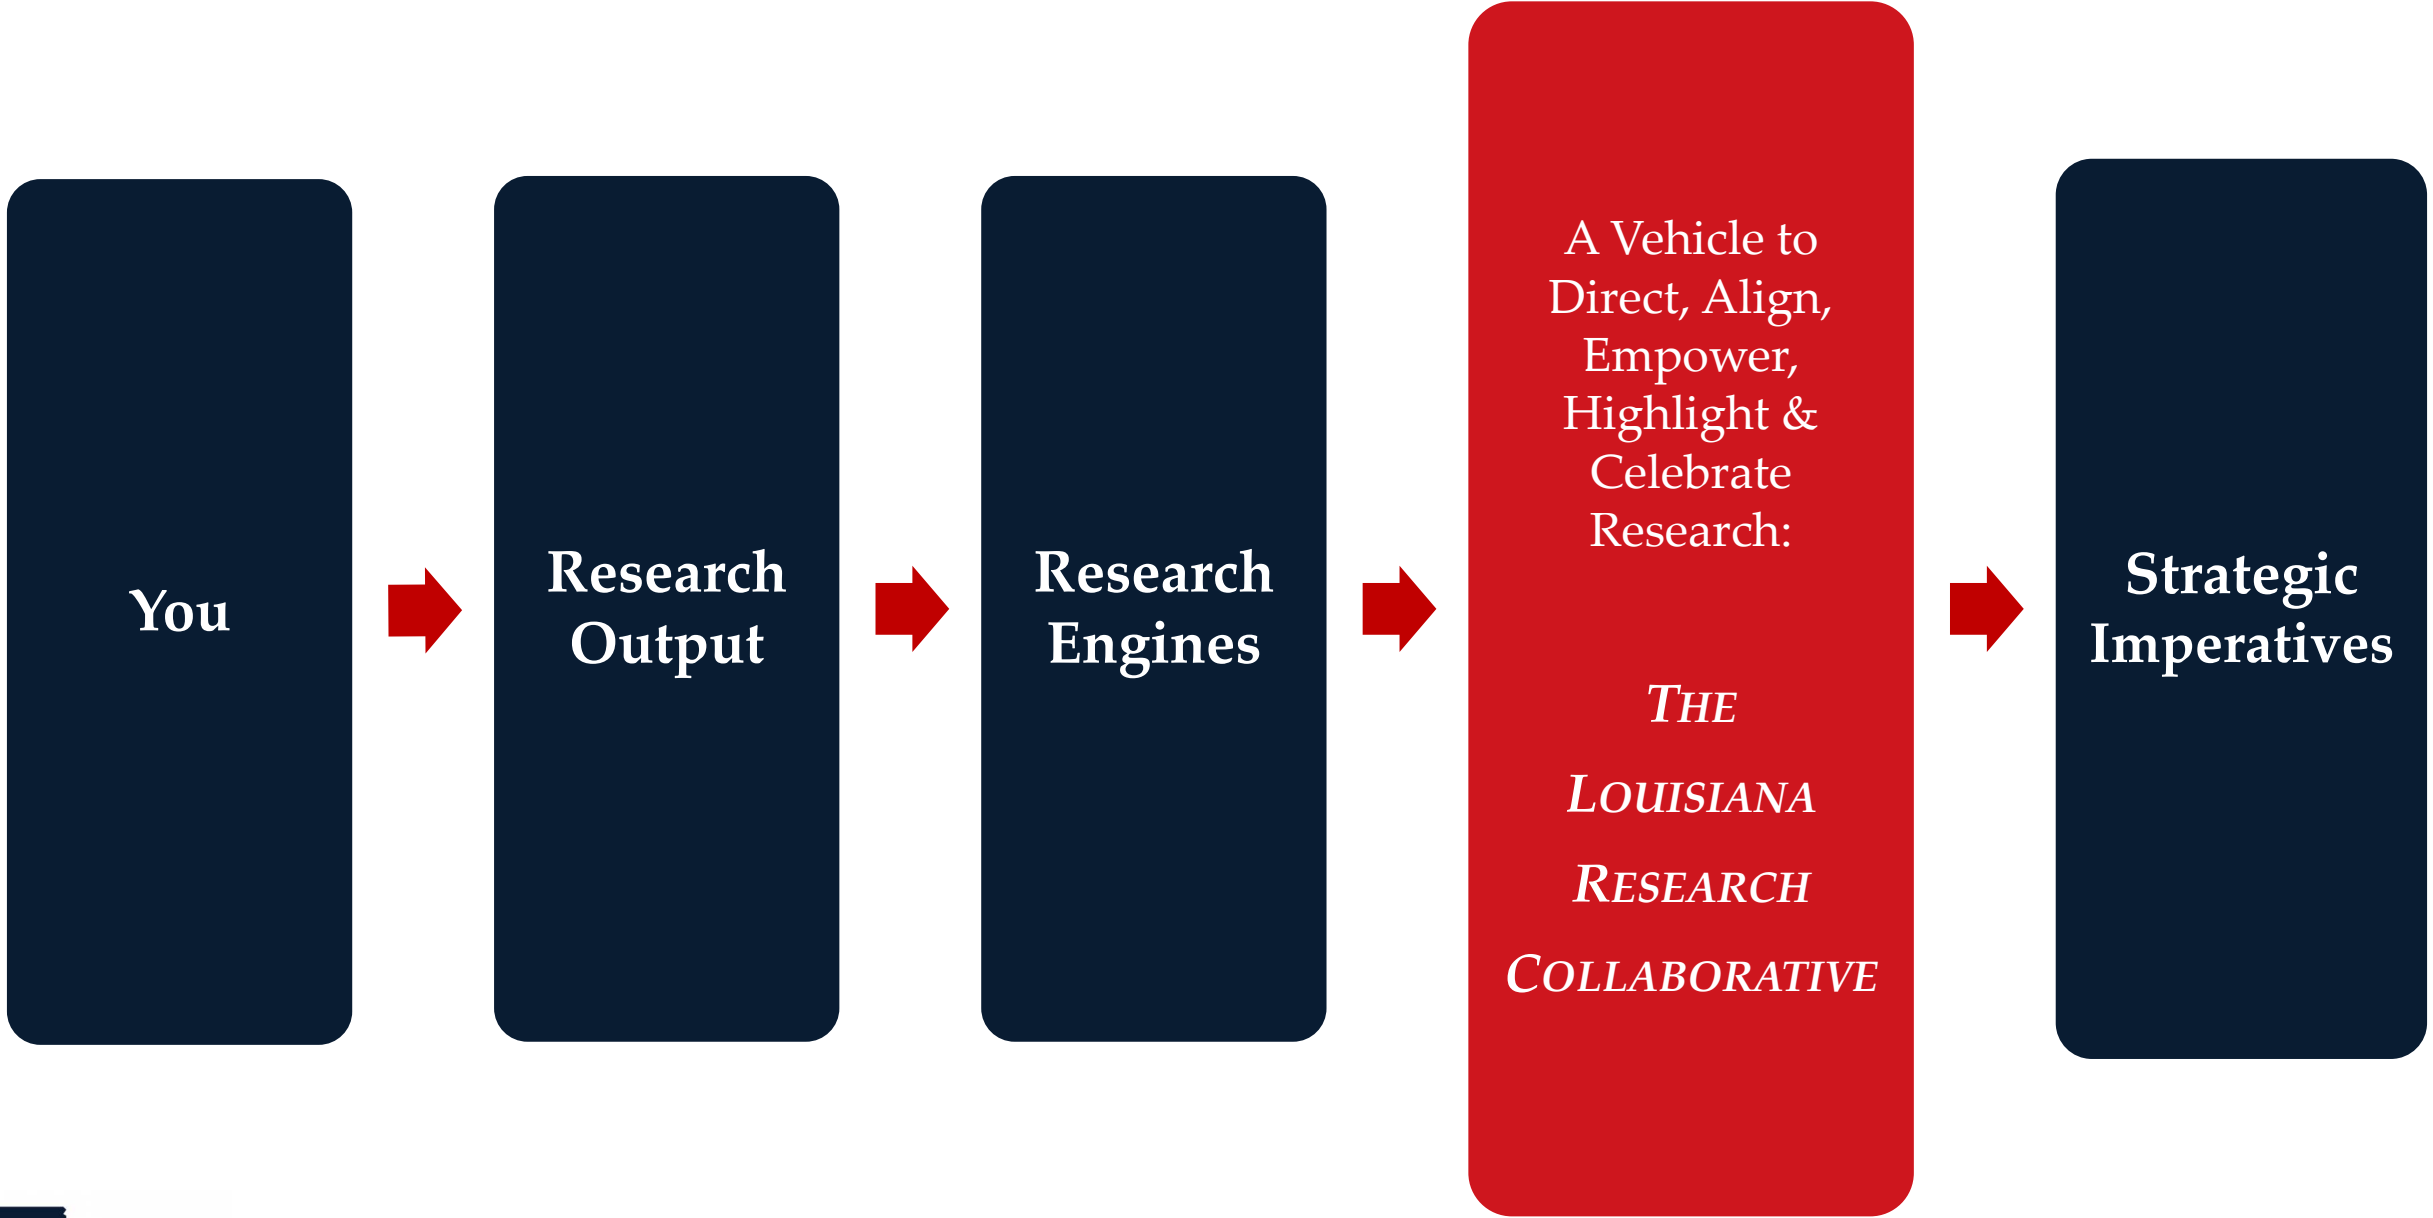 You
Research
Output
Research
Engines
A Vehicle to
Direct, Align,
Empower,
Highlight &
Celebrate
Research:
THE
LOUISIANA
RESEARCH
COLLABORATIVE
Strategic
Imperatives